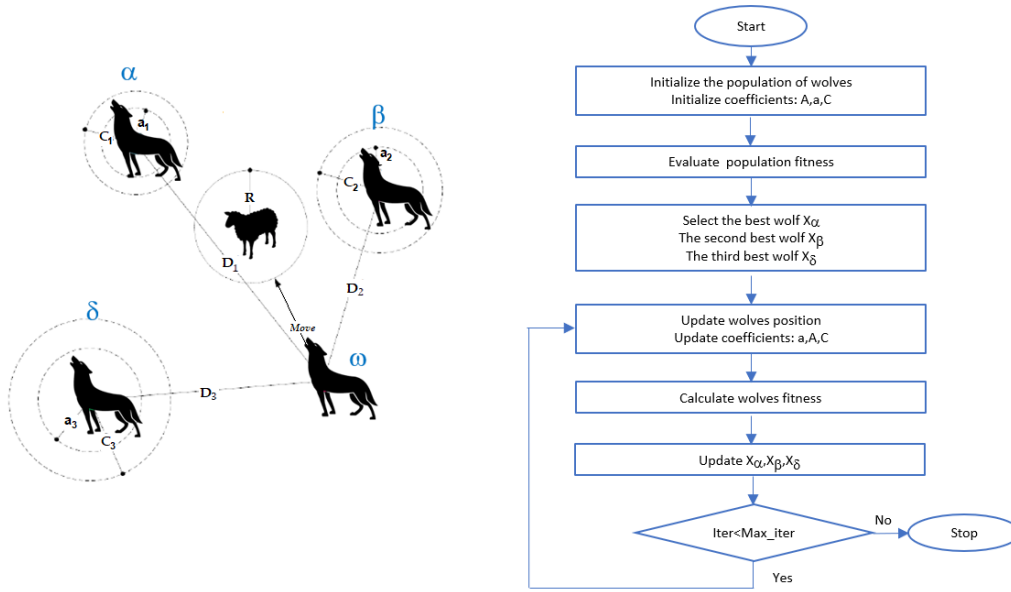 α
a₁
C₁
β
a₂
C₂
R
D₁
D₂
δ
Move
ω
D₃
a₃
C₃
Start
Initialize the population of wolves
Initialize coefficients: A,a,C
Evaluate population fitness
Select the best wolf Xα
The second best wolf Xβ
The third best wolf Xδ
Update wolves position
Update coefficients: a,A,C
Calculate wolves fitness
Update Xα,Xβ,Xδ
Iter<Max_iter
No
Stop
Yes